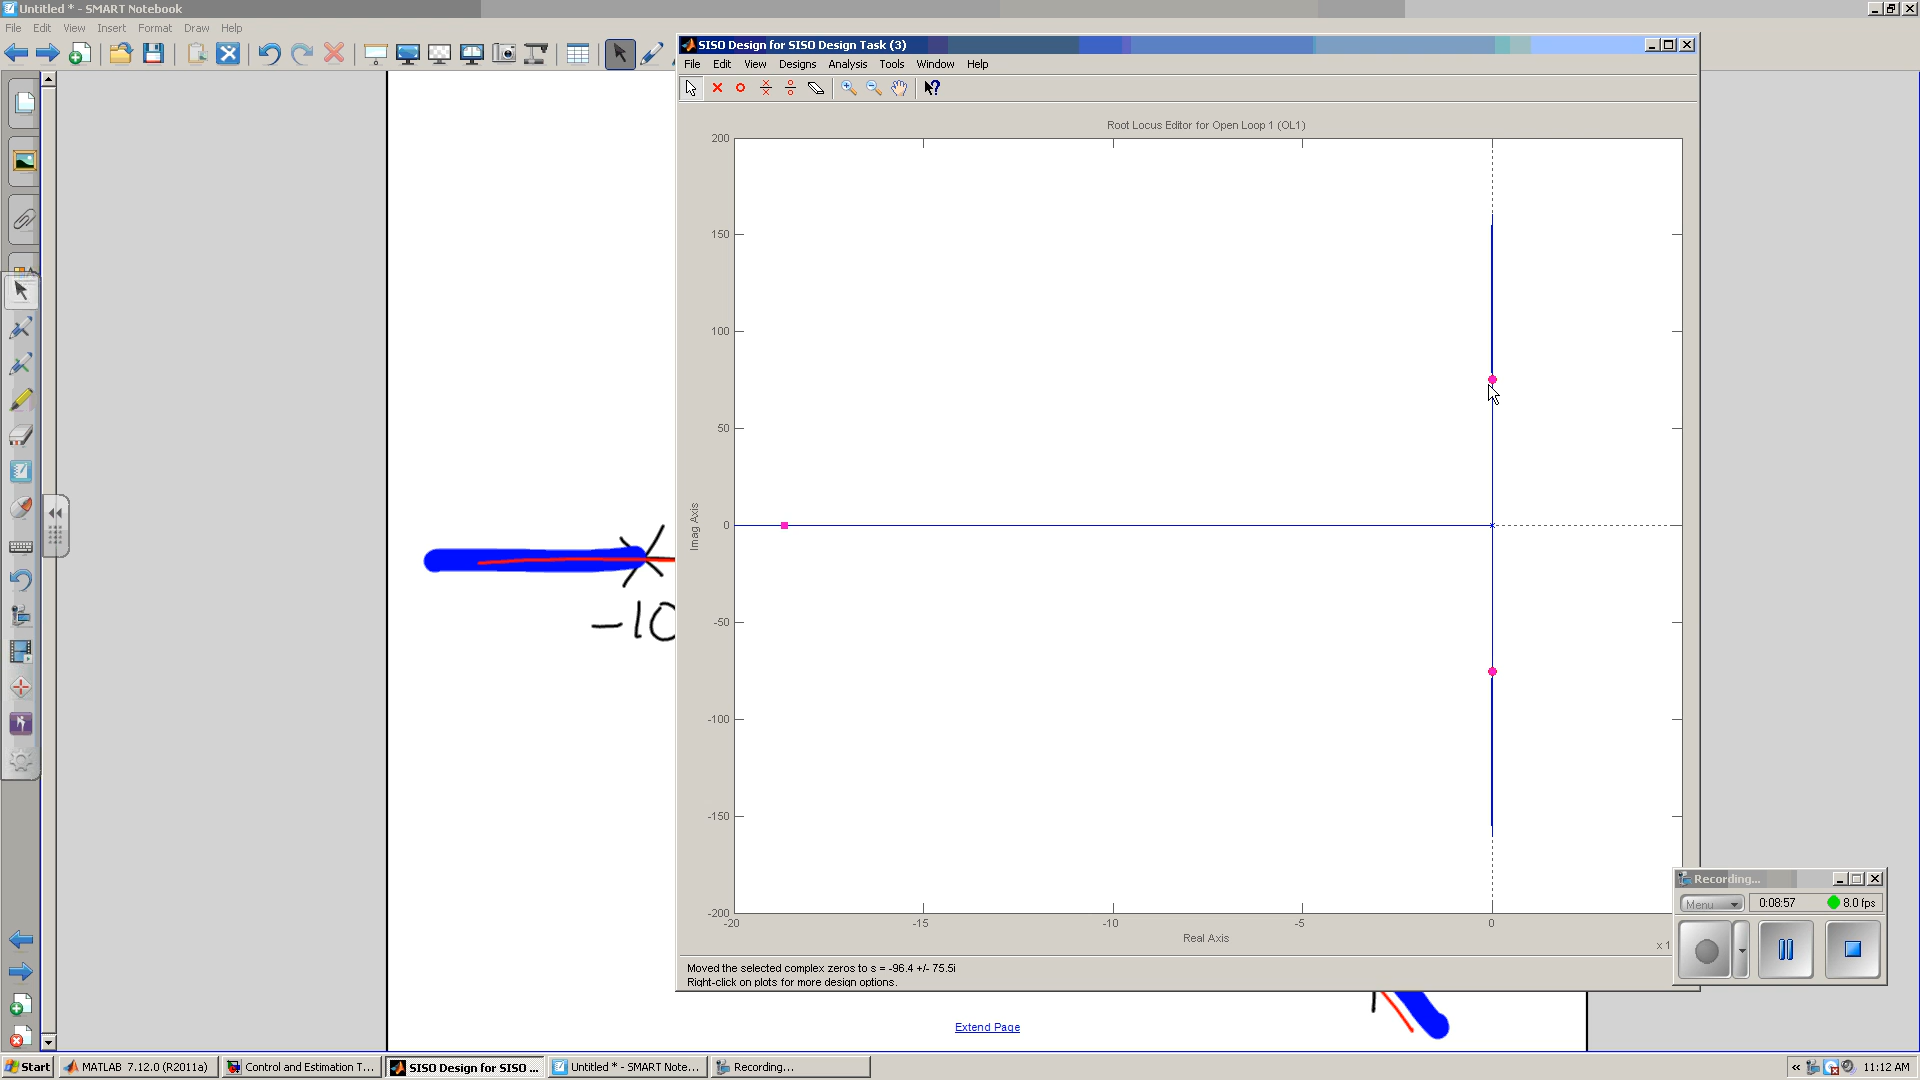 Untitled * - SMART Notebook
File Edit View Insert Format Draw Help
SISO Design for SISO Design Task (3)
File Edit View Designs Analysis Tools Window Help
Root Locus Editor for Open Loop 1 (OL1)
200
150
100
50
0
-50
-100
-150
-200
Imag Axis
-20 -15 -10 -5 0
x 1
Real Axis
-10
Moved the selected complex zeros to s = -96.4 +/- 75.5i
Right-click on plots for more design options.
Extend Page
Recording...
Menu 0:08:57 8.0 fps
Start MATLAB 7.12.0 (R2011a) Control and Estimation T... SISO Design for SISO ... Untitled * - SMART Note... Recording... 11:12 AM